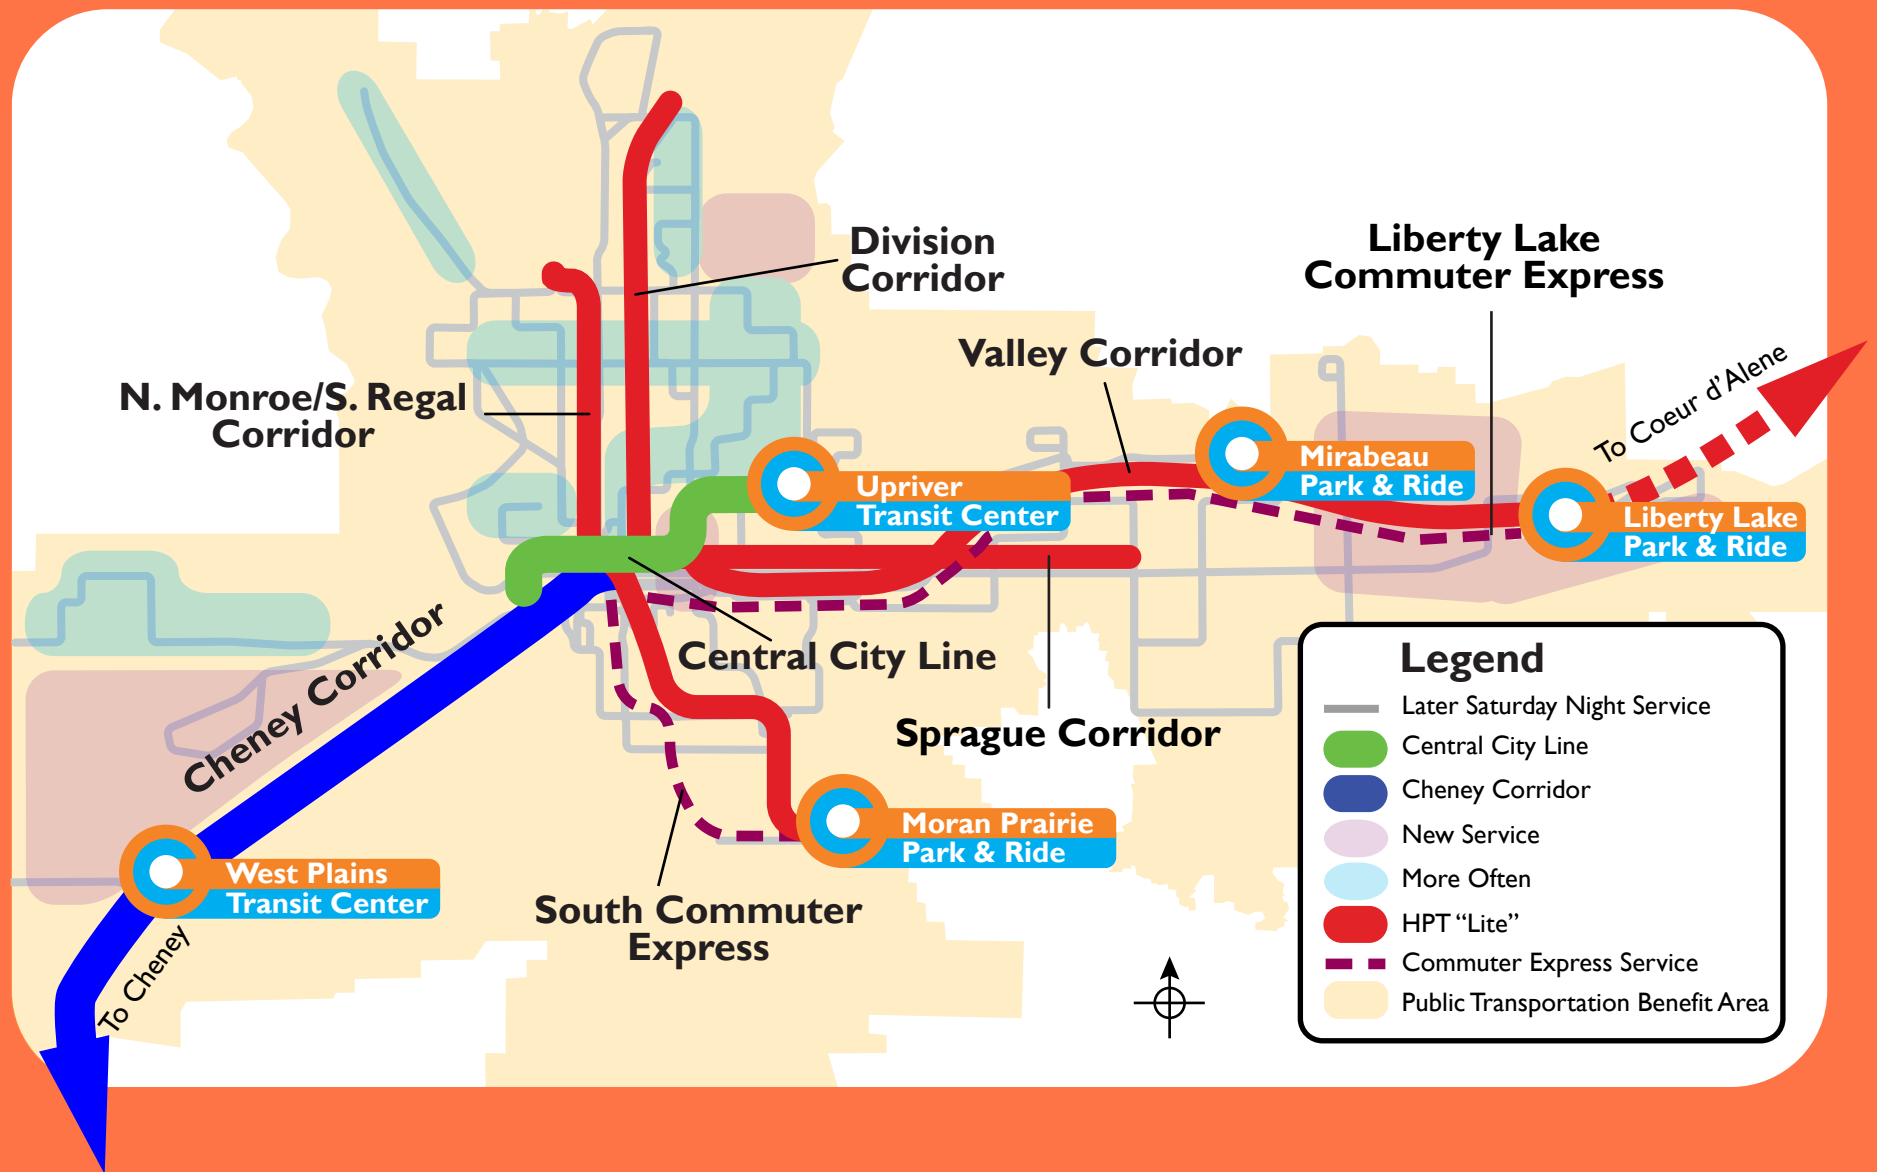 Division
Corridor
Liberty Lake
Commuter Express
Valley Corridor
To Coeur d'Alene
N. Monroe/S. Regal
Corridor
Mirabeau
Park & Ride
Upriver
Transit Center
Liberty Lake
Park & Ride
Cheney Corridor
Central City Line
Sprague Corridor
Moran Prairie
Park & Ride
West Plains
Transit Center
South Commuter
Express
To Cheney
Legend
Later Saturday Night Service
Central City Line
Cheney Corridor
New Service
More Often
HPT “Lite”
Commuter Express Service
Public Transportation Benefit Area